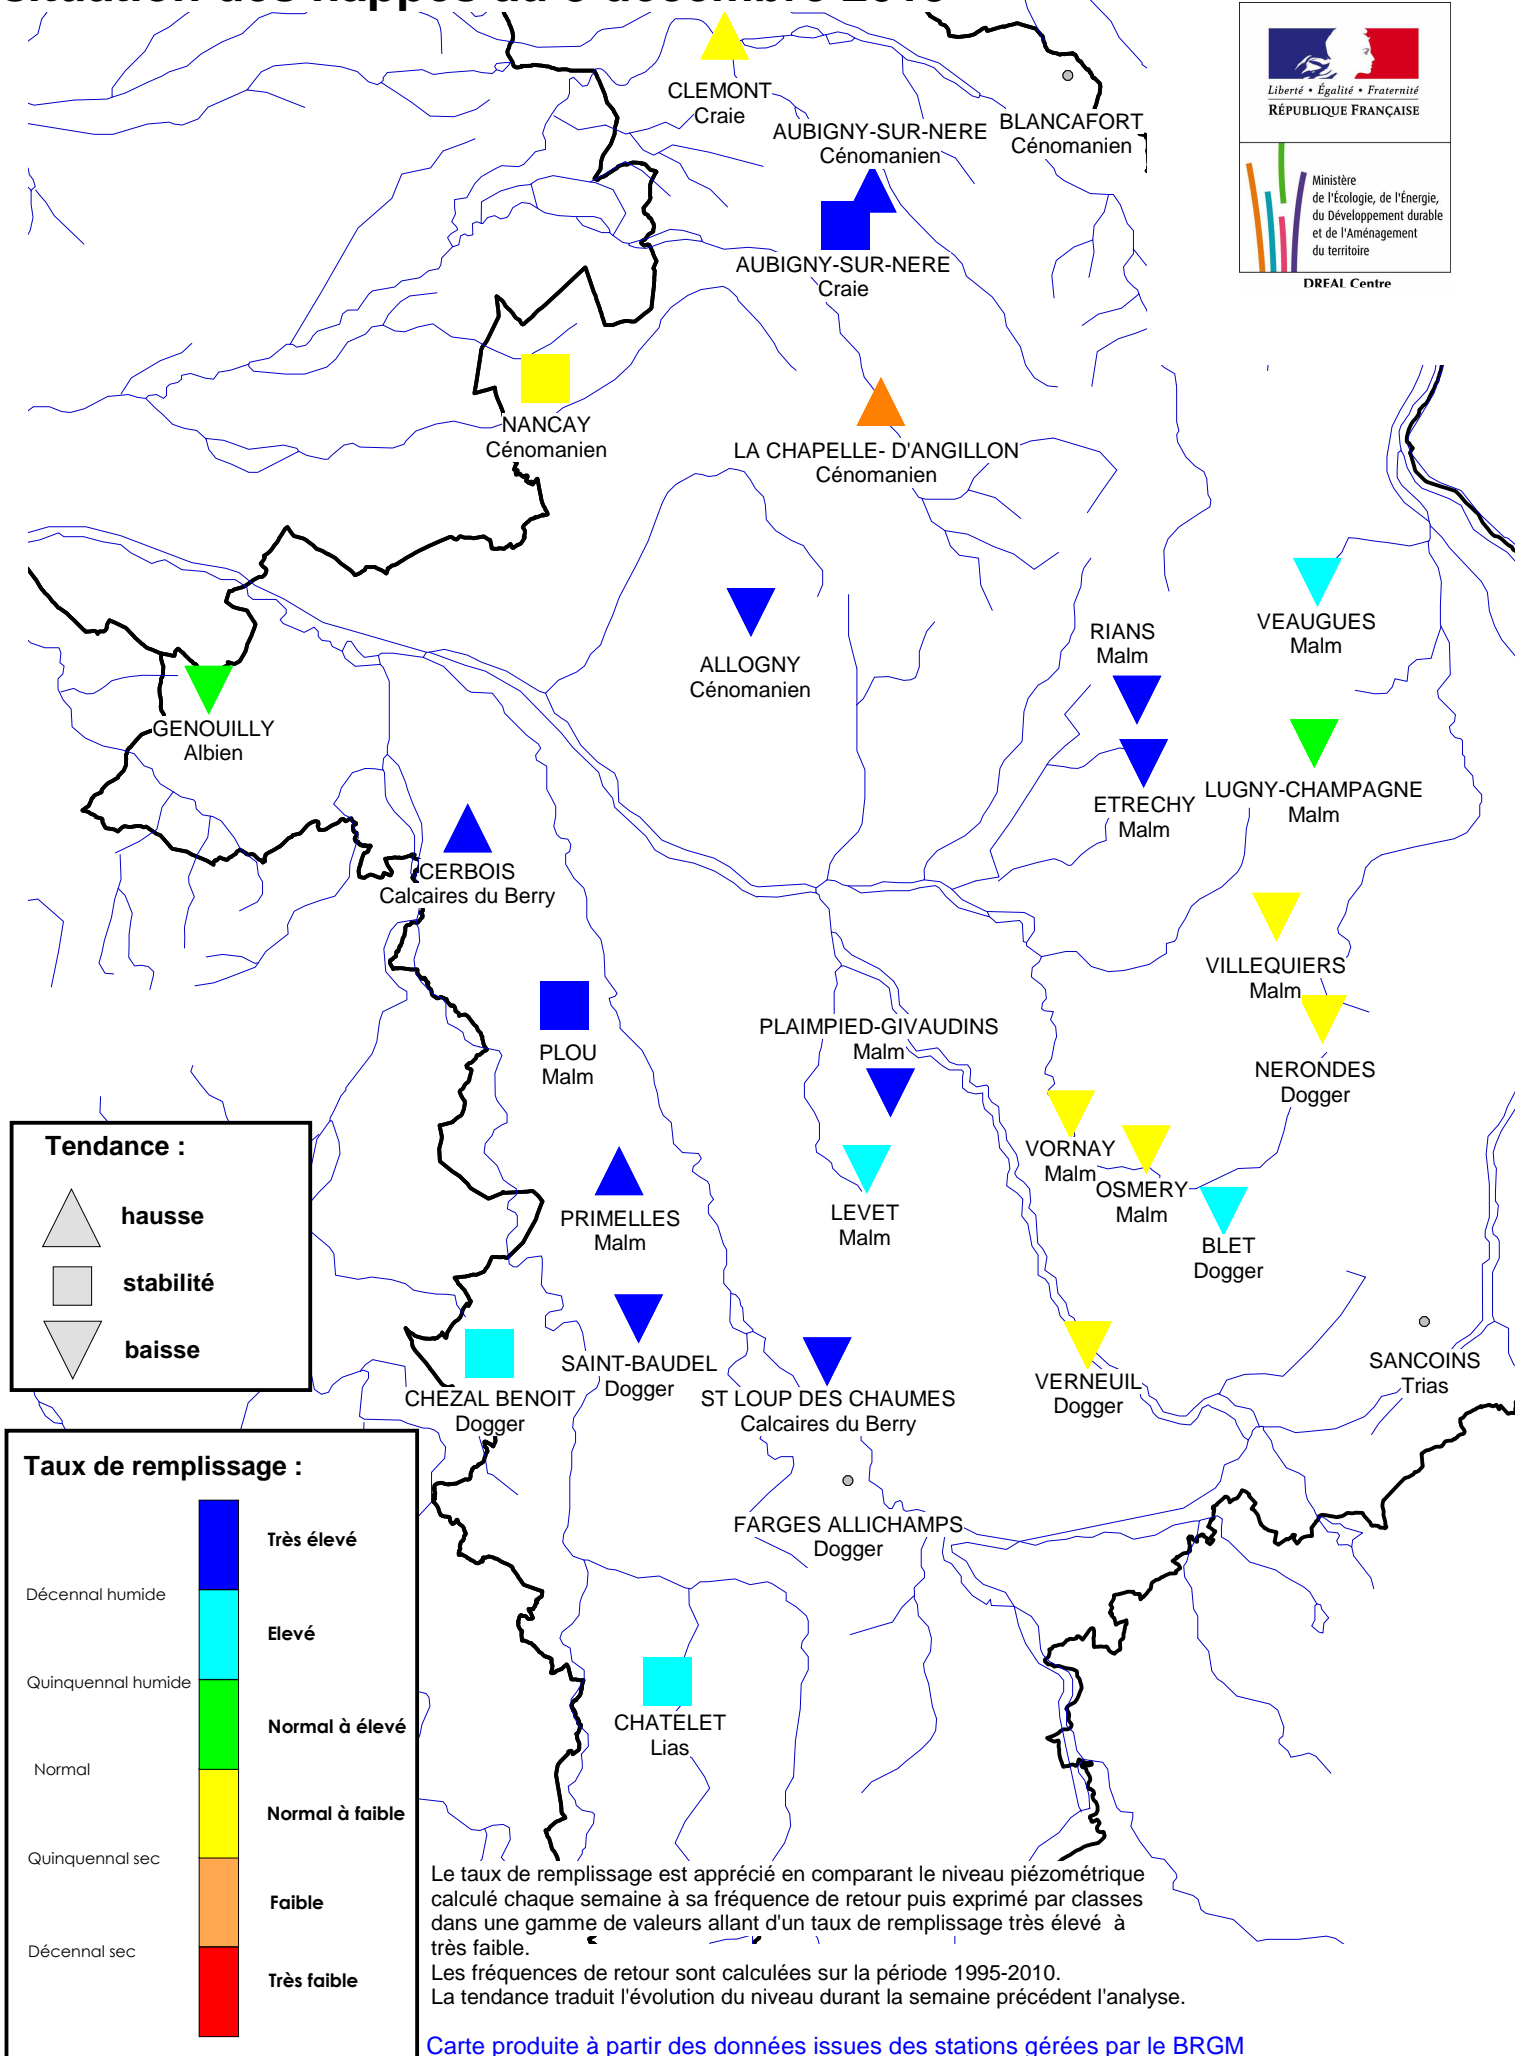 CLEMONT
Craie
AUBIGNY-SUR-NERE
Cénomanien
BLANCAFORT
Cénomanien
Liberté • Égalité • Fraternité
RÉPUBLIQUE FRANÇAISE
Ministère
de l'Écologie, de l'Énergie,
du Développement durable
et de l'Aménagement
du territoire
DREAL Centre
AUBIGNY-SUR-NERE
Craie
NANCAY
Cénomanien
LA CHAPELLE- D'ANGILLON
Cénomanien
VEAUGUES
Malm
RIANS
Malm
ALLOGNY
Cénomanien
GENOUILLY
Albien
LUGNY-CHAMPAGNE
Malm
ETRECHY
Malm
CERBOIS
Calcaires du Berry
VILLEQUIERS
Malm
PLAIMPIED-GIVAUDINS
Malm
PLOU
Malm
NERONDES
Dogger
VORNAY
Malm
OSMERY
Malm
LEVET
Malm
PRIMELLES
Malm
BLET
Dogger
Tendance :
hausse
stabilité
baisse
SAINT-BAUDEL
Dogger
SANCOINS
Trias
CHEZAL BENOIT
Dogger
ST LOUP DES CHAUMES
Calcaires du Berry
VERNEUIL
Dogger
FARGES ALLICHAMPS
Dogger
CHATELET
Lias
Taux de remplissage :
Très élevé
Décennal humide
Elevé
Quinquennal humide
Normal à élevé
Normal
Normal à faible
Quinquennal sec
Faible
Décennal sec
Très faible
Le taux de remplissage est apprécié en comparant le niveau piézométrique
calculé chaque semaine à sa fréquence de retour puis exprimé par classes
dans une gamme de valeurs allant d'un taux de remplissage très élevé à
très faible.
Les fréquences de retour sont calculées sur la période 1995-2010.
La tendance traduit l'évolution du niveau durant la semaine précédent l'analyse.
Carte produite à partir des données issues des stations gérées par le BRGM